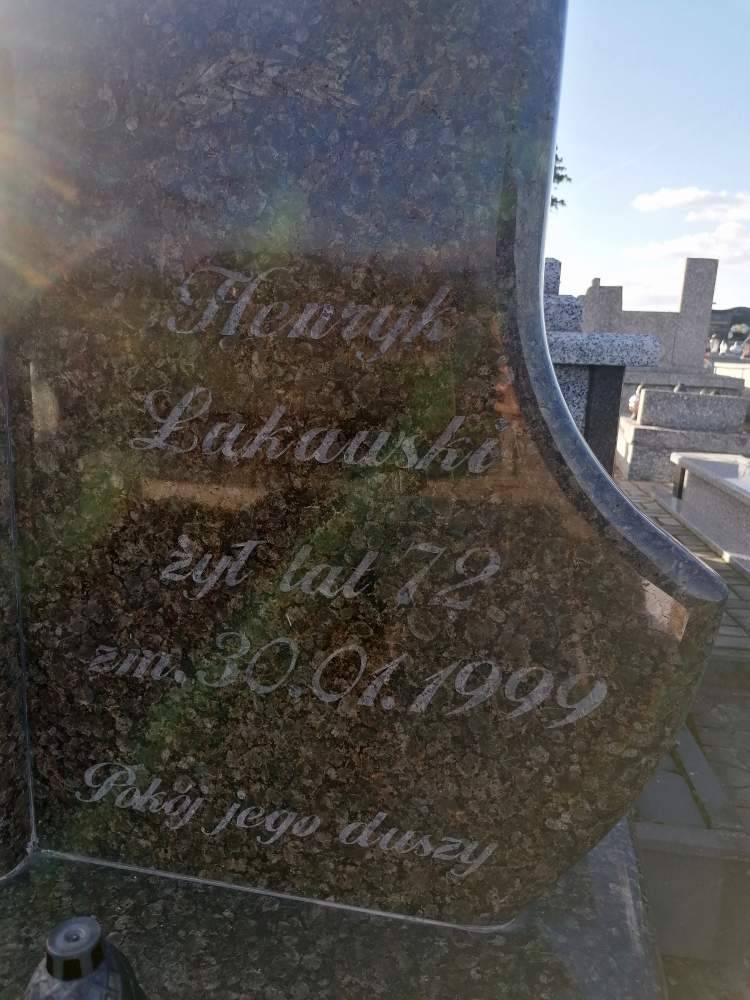 Henryk
Łukawski
żył lat 72
zm. 30.01.1999
Pokój jego duszy